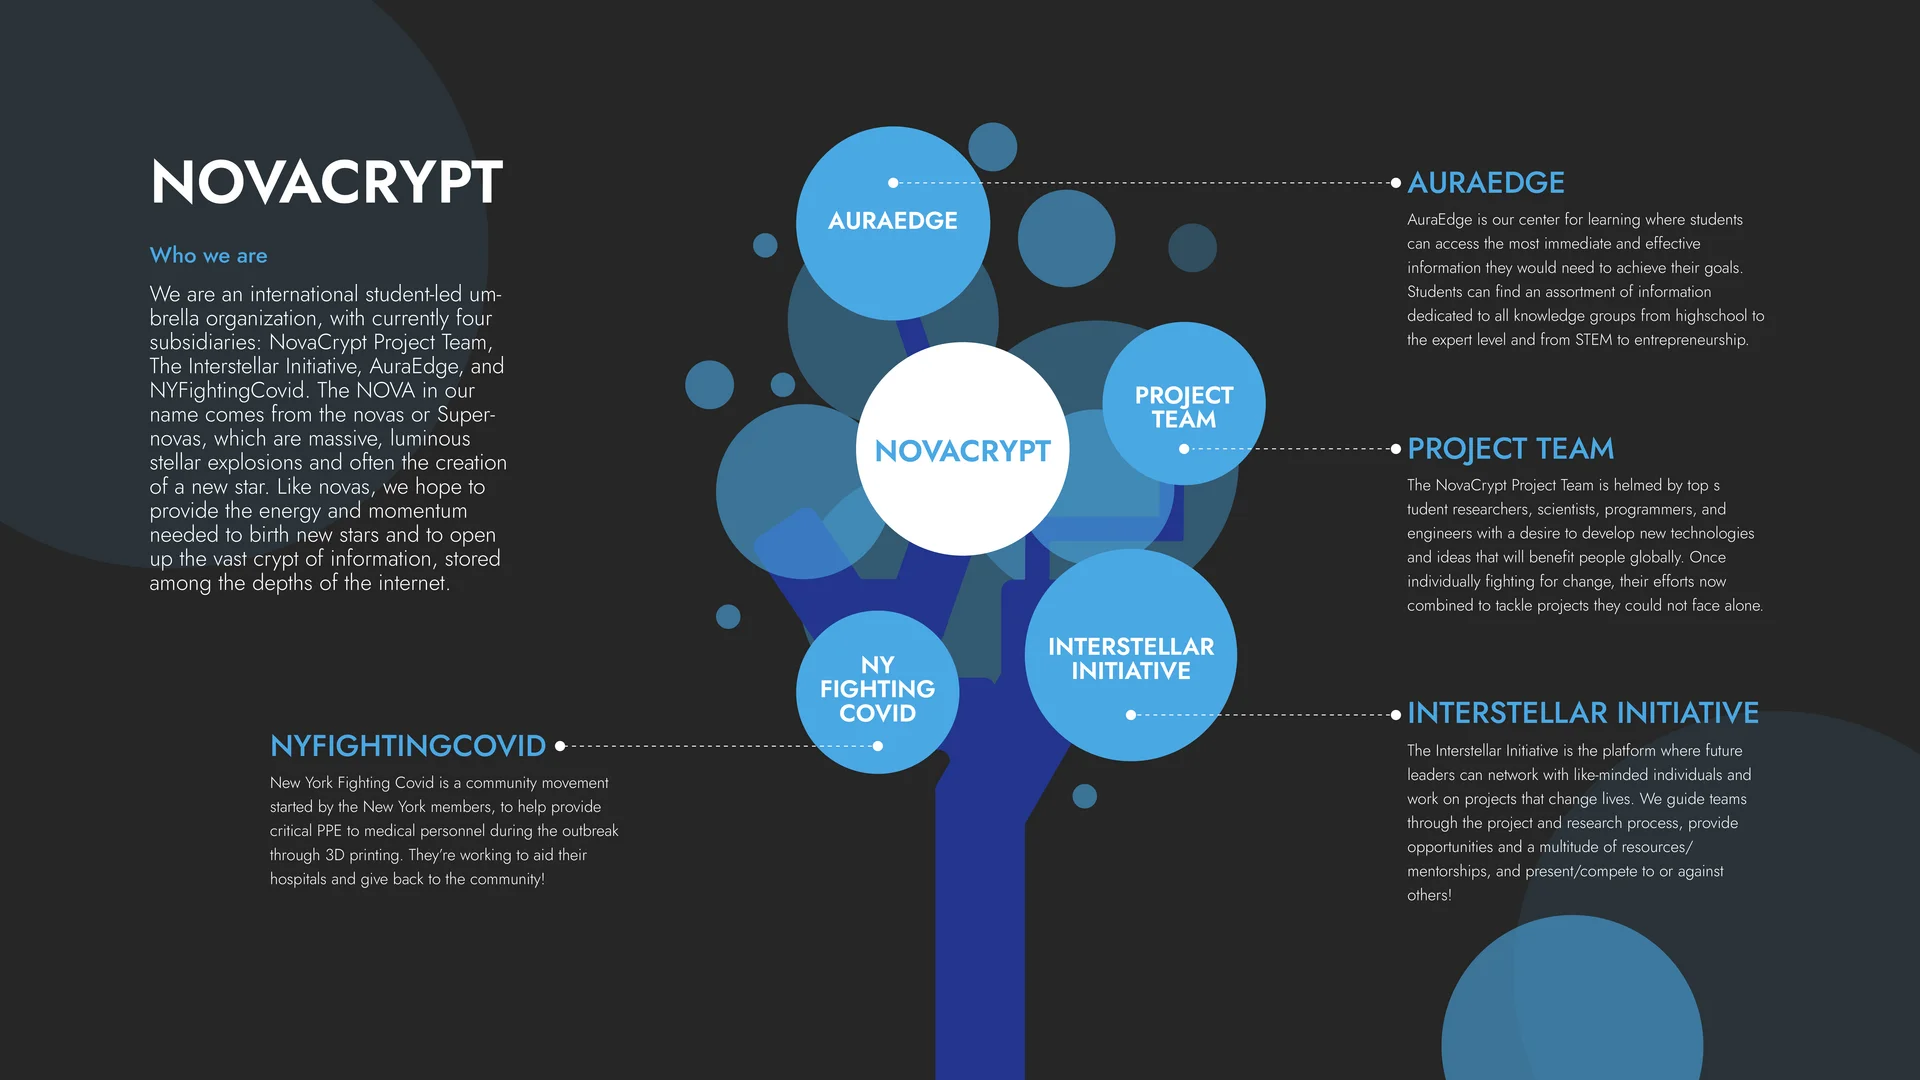 NOVACRYPT
Who we are
We are an international student-led um-
brella organization, with currently four
subsidiaries: NovaCrypt Project Team,
The Interstellar Initiative, AuraEdge, and
NYFightingCovid. The NOVA in our
name comes from the novas or Super-
novas, which are massive, luminous
stellar explosions and often the creation
of a new star. Like novas, we hope to
provide the energy and momentum
needed to birth new stars and to open
up the vast crypt of information, stored
among the depths of the internet.
NYFIGHTINGCOVID
New York Fighting Covid is a community movement
started by the New York members, to help provide
critical PPE to medical personnel during the outbreak
through 3D printing. They're working to aid their
hospitals and give back to the community!
AURAEDGE
NOVACRYPT
PROJECT
TEAM
INTERSTELLAR
INITIATIVE
NY
FIGHTING
COVID
AURAEDGE
AuraEdge is our center for learning where students
can access the most immediate and effective
information they would need to achieve their goals.
Students can find an assortment of information
dedicated to all knowledge groups from highschool to
the expert level and from STEM to entrepreneurship.
PROJECT TEAM
The NovaCrypt Project Team is helmed by top s
tudent researchers, scientists, programmers, and
engineers with a desire to develop new technologies
and ideas that will benefit people globally. Once
individually fighting for change, their efforts now
combined to tackle projects they could not face alone.
INTERSTELLAR INITIATIVE
The Interstellar Initiative is the platform where future
leaders can network with like-minded individuals and
work on projects that change lives. We guide teams
through the project and research process, provide
opportunities and a multitude of resources/
mentorships, and present/compete to or against
others!